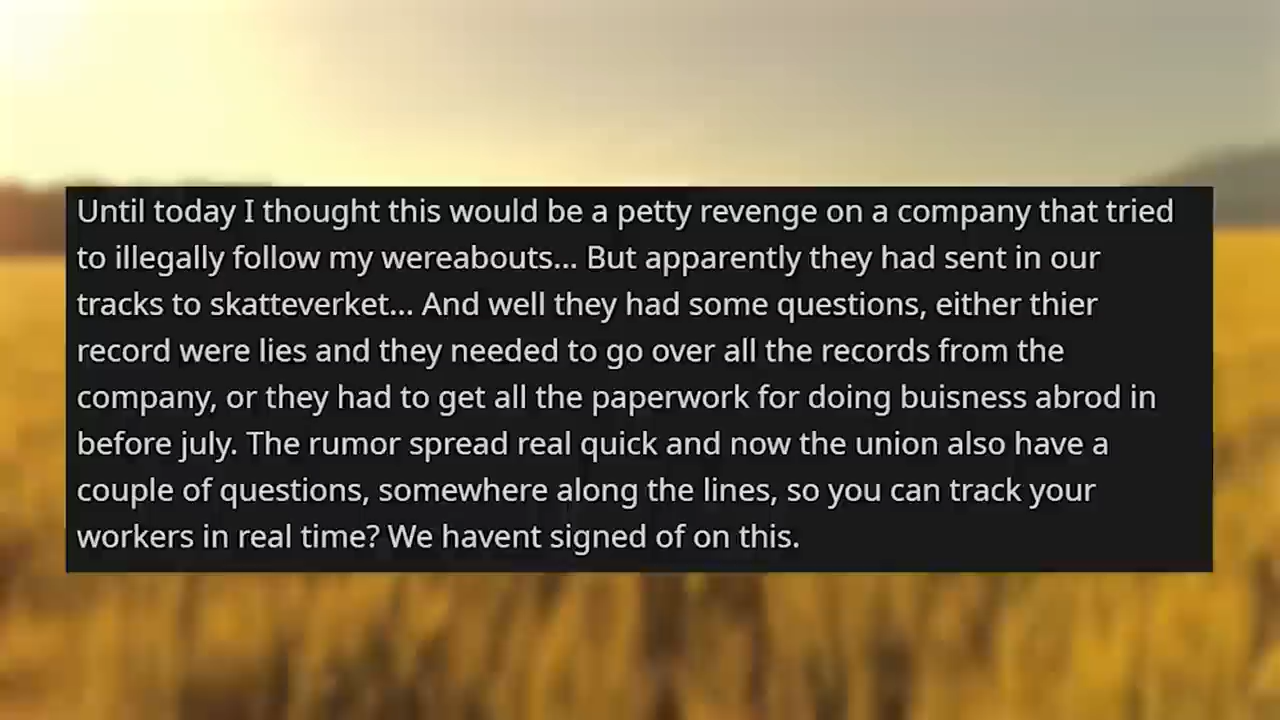 Until today I thought this would be a petty revenge on a company that tried
to illegally follow my wereabouts... But apparently they had sent in our
tracks to skatteverket... And well they had some questions, either thier
record were lies and they needed to go over all the records from the
company, or they had to get all the paperwork for doing buisness abrod in
before july. The rumor spread real quick and now the union also have a
couple of questions, somewhere along the lines, so you can track your
workers in real time? We havent signed of on this.